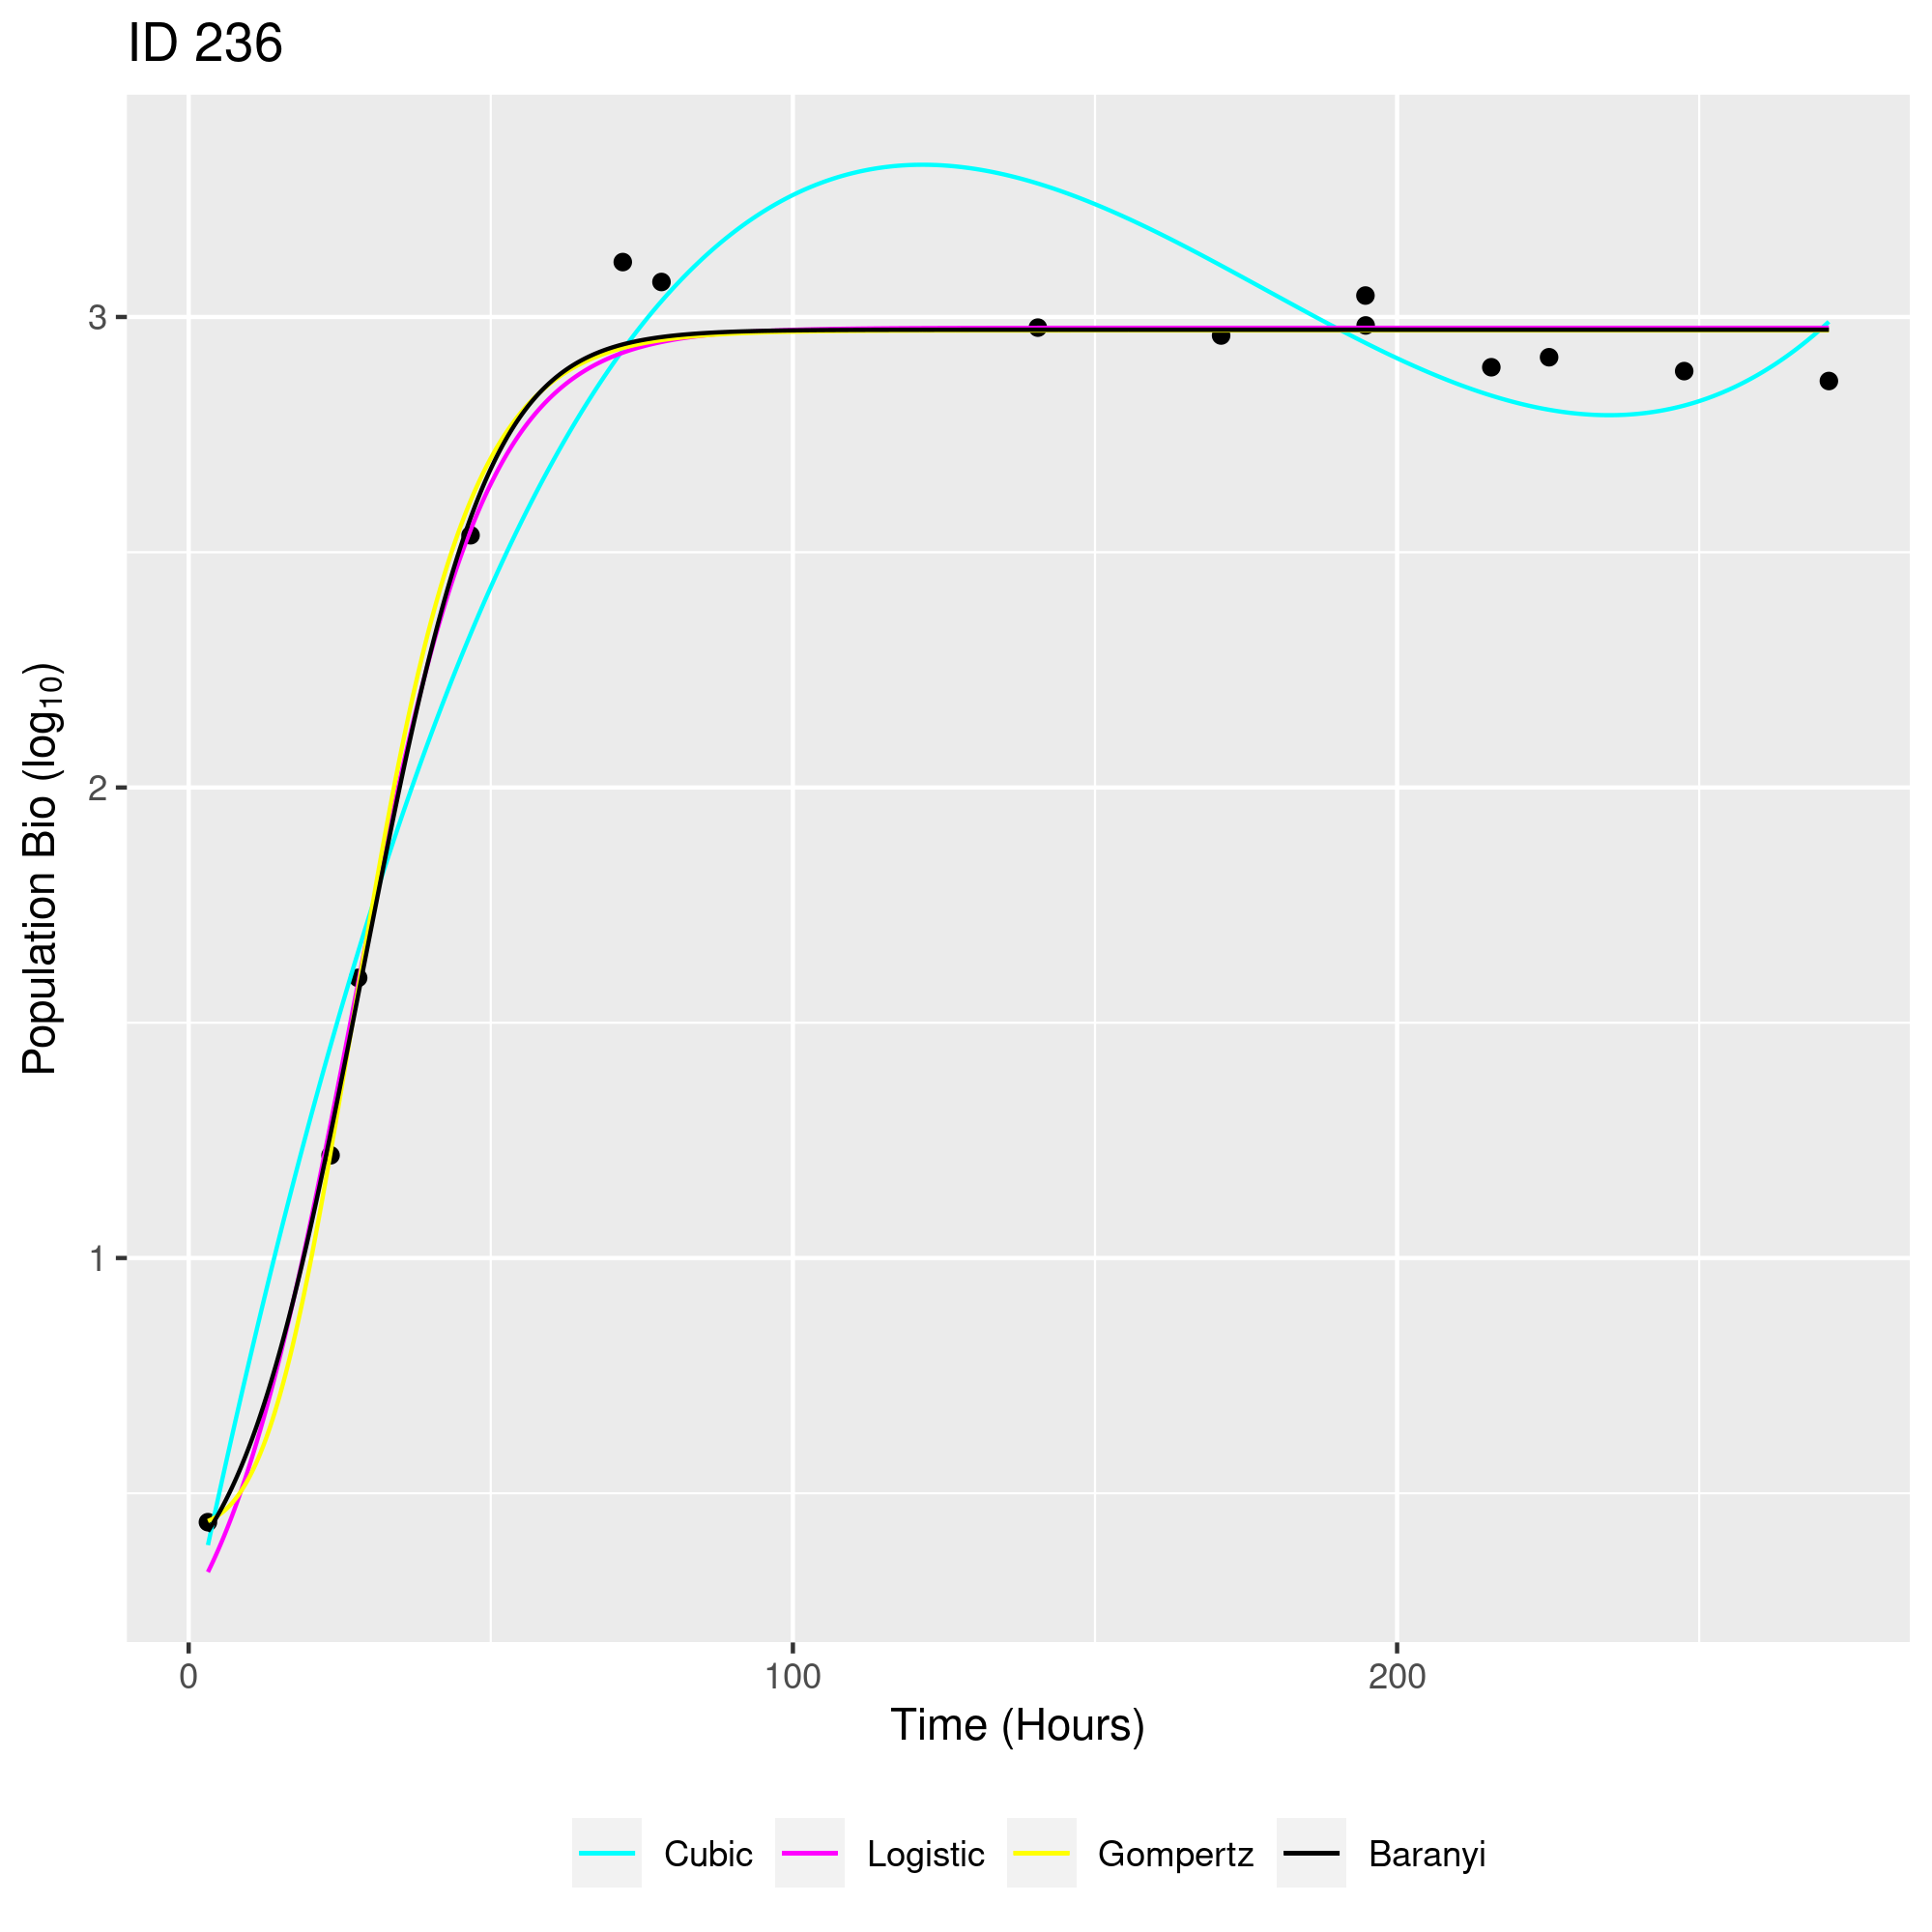 ID 236
3
2
1
Population Bio (log₁₀)
0 100 200
Time (Hours)
Cubic Logistic Gompertz Baranyi